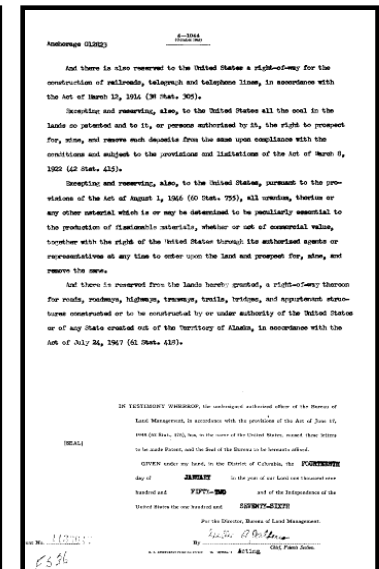 4-1044
Anchorage 012823
And there is also reserved to the United States a right-of-way for the
construction of railroads, telegraph and telephone lines, in accordance with
the Act of March 12, 1914 (38 Stat. 305).
Excepting and reserving, also, to the United States all the coal in the
lands so patented and to it, or persons authorized by it, the right to prospect
for, mine, and remove such deposits from the same upon compliance with the
conditions and subject to the provisions and limitations of the Act of March 8,
1922 (42 Stat. 415).
Excepting and reserving, also, to the United States, pursuant to the pro-
visions of the Act of August 1, 1946 (60 Stat. 755), all uranium, thorium or
any other material which is or may be determined to be peculiarly essential to
the production of fissionable materials, whether or not of commercial value,
together with the right of the United States through its authorized agents or
representatives at any time to enter upon the land and prospect for, mine, and
remove the same.
And there is reserved from the lands hereby granted, a right-of-way thereon
for roads, roadways, highways, tramways, trails, bridges, and appurtenant struc-
tures constructed or to be constructed by or under authority of the United States
or of any State created out of the Territory of Alaska, in accordance with the
Act of July 24, 1947 (61 Stat. 418).
IN TESTIMONY WHEREOF, the undersigned authorized officer of the Bureau of
Land Management, in accordance with the provisions of the Act of June 17,
1948 (62 Stat., 476), has, in the name of the United States, caused these letters
to be made Patent, and the Seal of the Bureau to be hereunto affixed.
[SEAL]
GIVEN under my hand, in the District of Columbia, the FOURTEENTH
day of JANUARY in the year of our Lord one thousand nine
hundred and FIFTY-TWO and of the Independence of the
United States the one hundred and SEVENTY-SIXTH
For the Director, Bureau of Land Management.
By
Chief, Patents Section.
Acting
F536